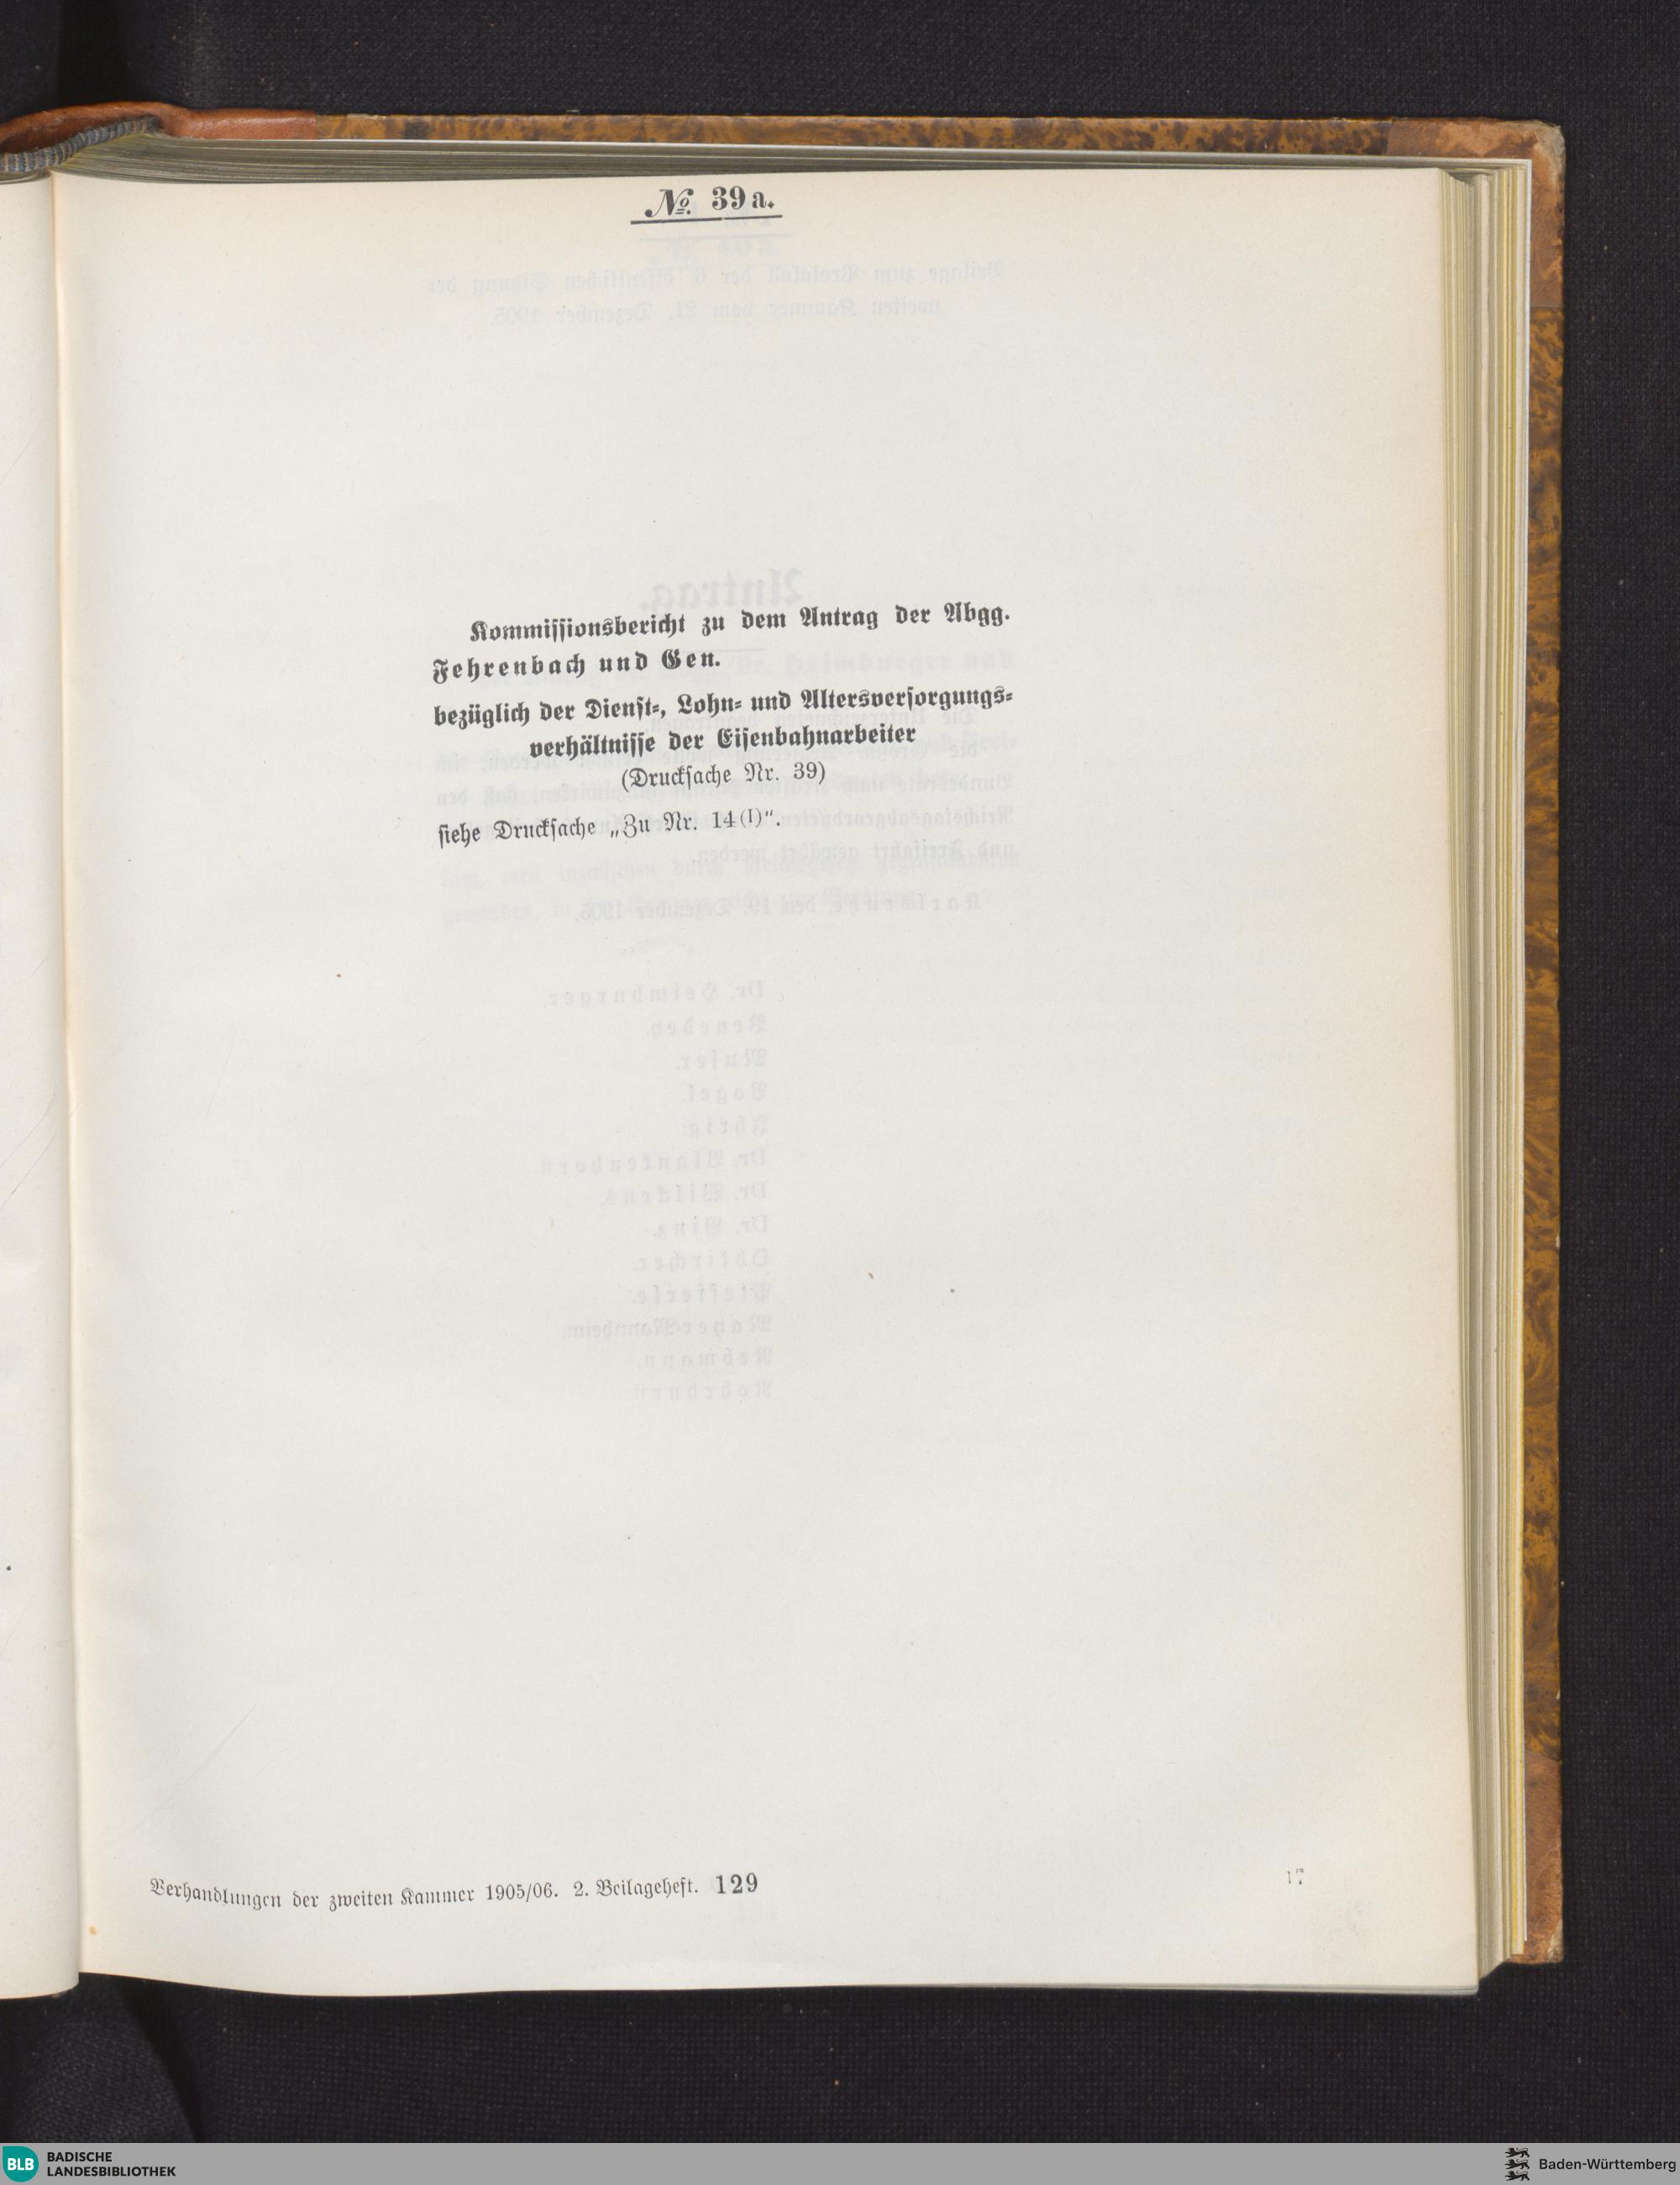 № 39 a.
Kommissionsbericht zu dem Antrag der Abgg.
Fehrenbach und Gen.
bezüglich der Dienst-, Lohn- und Altersversorgungs-
verhältnisse der Eisenbahnarbeiter
(Drucksache Nr. 39)
siehe Drucksache „Zu Nr. 14(I)“.
Verhandlungen der zweiten Kammer 1905/06. 2. Beilageheft. 129
17
BLB BADISCHE
LANDESBIBLIOTHEK
Baden-Württemberg